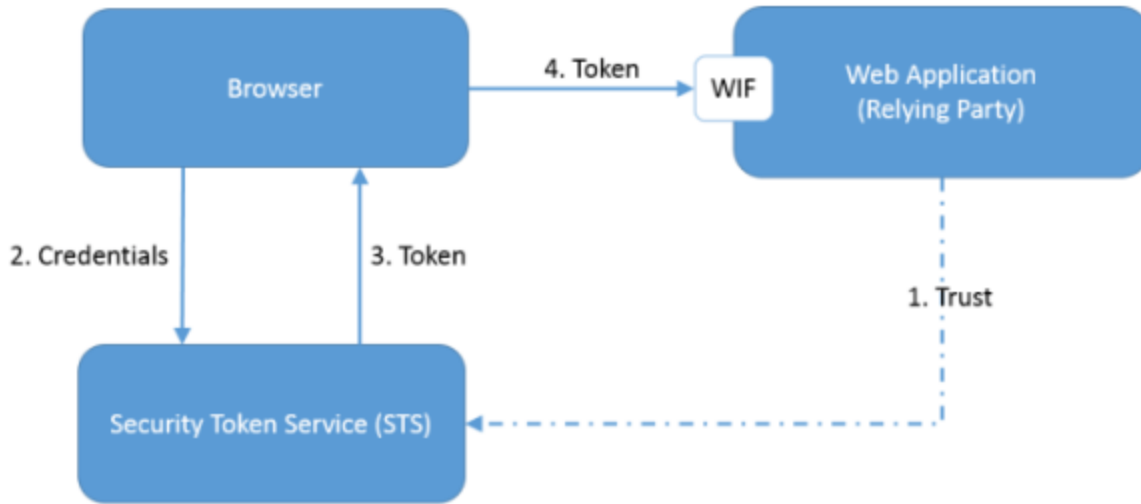 Browser
4. Token
WIF
Web Application
(Relying Party)
2. Credentials
3. Token
1. Trust
Security Token Service (STS)